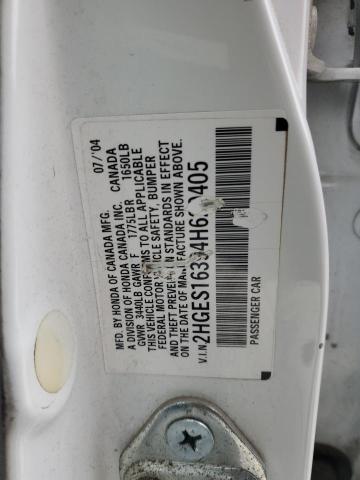 MFD. BY HONDA OF CANADA MFG. 07/'04
A DIVISION OF HONDA CANADA INC. CANADA
GVWR 3440LB GAWR F 1775LB R 1650LB
THIS VEHICLE CONFORMS TO ALL APPLICABLE
FEDERAL MOTOR VEHICLE SAFETY, BUMPER
AND THEFT PREVENTION STANDARDS IN EFFECT
ON THE DATE OF MANUFACTURE SHOWN ABOVE.
V.I.N.
PASSENGER CAR